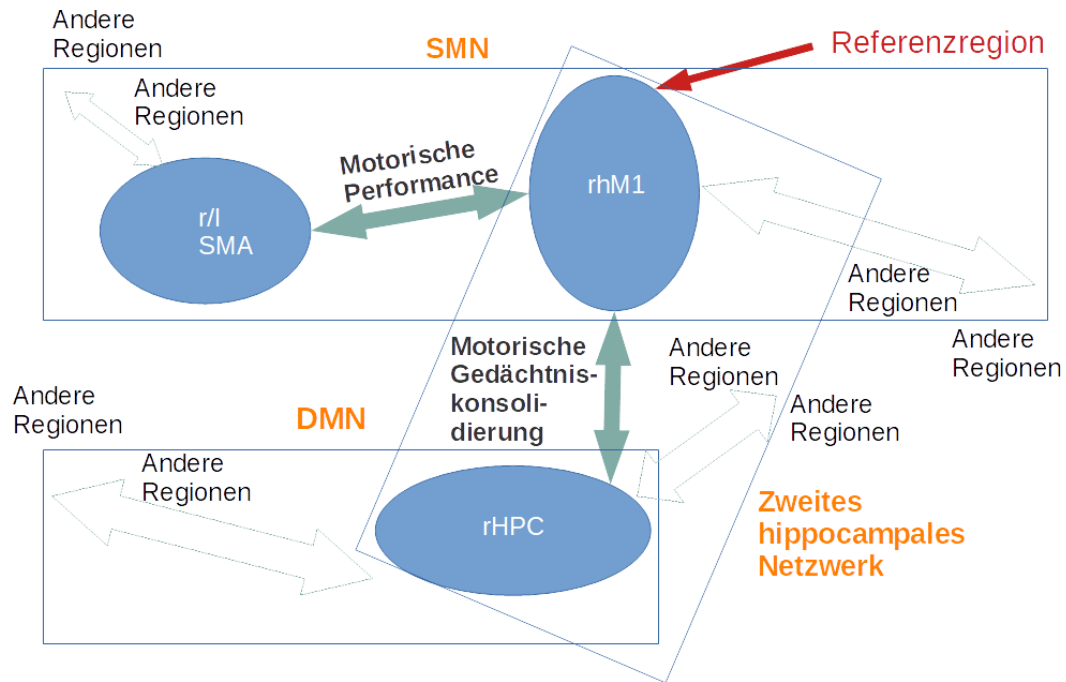 Andere
Regionen
SMN
Referenzregion
Andere
Regionen
Motorische
Performance
rhM1
r/l
SMA
Andere
Regionen
Andere
Regionen
Motorische
Gedächtnis-
konsoli-
dierung
Andere
Regionen
Andere
Regionen
DMN
Andere
Regionen
Andere
Regionen
rHPC
Zweites
hippocampales
Netzwerk